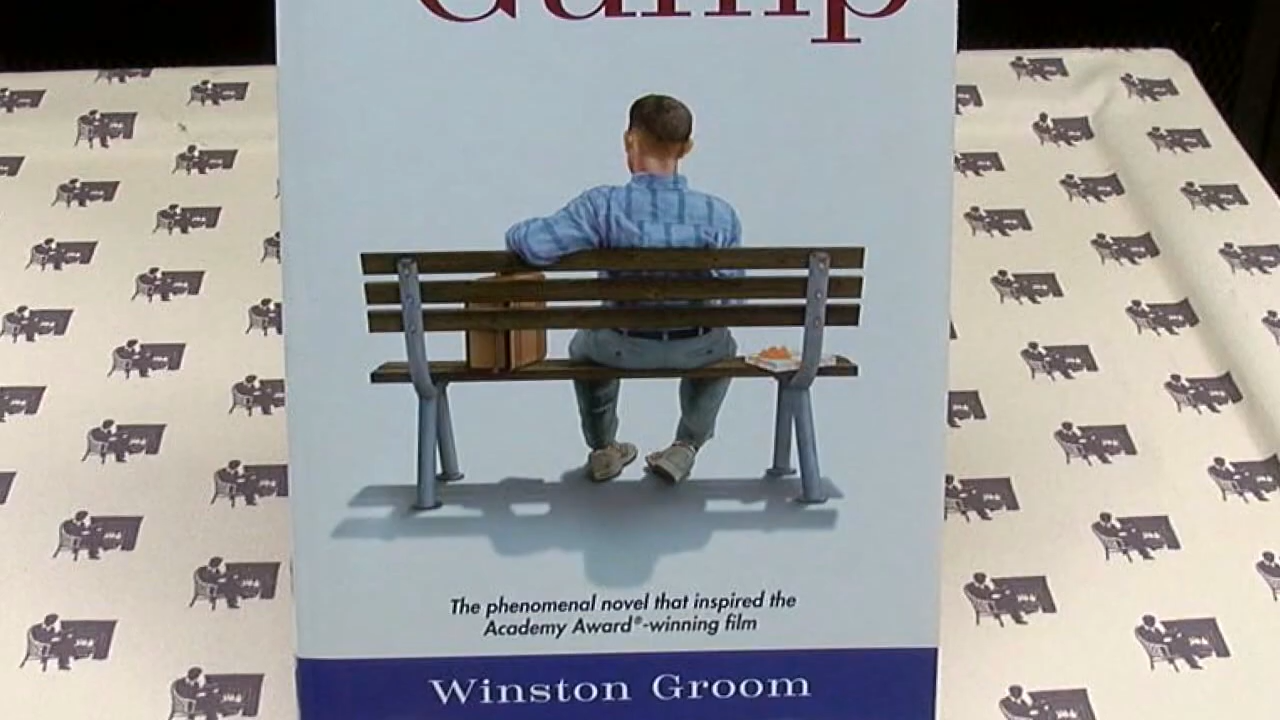 Gump
The phenomenal novel that inspired the
Academy Award®-winning film
Winston Groom